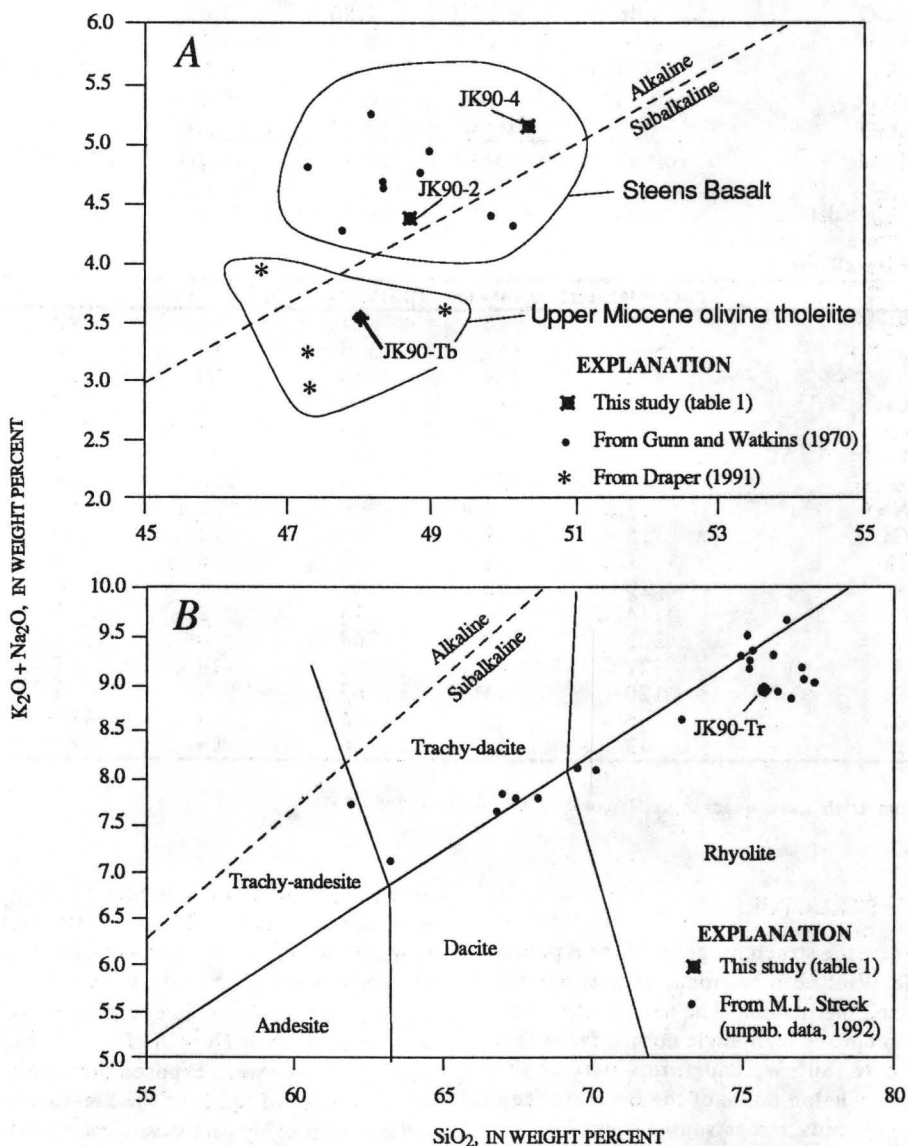 A
6.0
5.5
5.0
4.5
4.0
3.5
3.0
2.5
2.0
45
47
49
51
53
55
Alkaline
Subalkaline
JK90-4
JK90-2
Steens Basalt
Upper Miocene olivine tholeiite
JK90-Tb
EXPLANATION
This study (table 1)
From Gunn and Watkins (1970)
From Draper (1991)
K₂O + Na₂O, IN WEIGHT PERCENT
B
10.0
9.5
9.0
8.5
8.0
7.5
7.0
6.5
6.0
5.5
5.0
55
60
65
70
75
80
Alkaline
Subalkaline
Trachy-dacite
JK90-Tr
Trachy-andesite
Rhyolite
Dacite
Andesite
EXPLANATION
This study (table 1)
From M.L. Streck
(unpub. data, 1992)
SiO₂, IN WEIGHT PERCENT